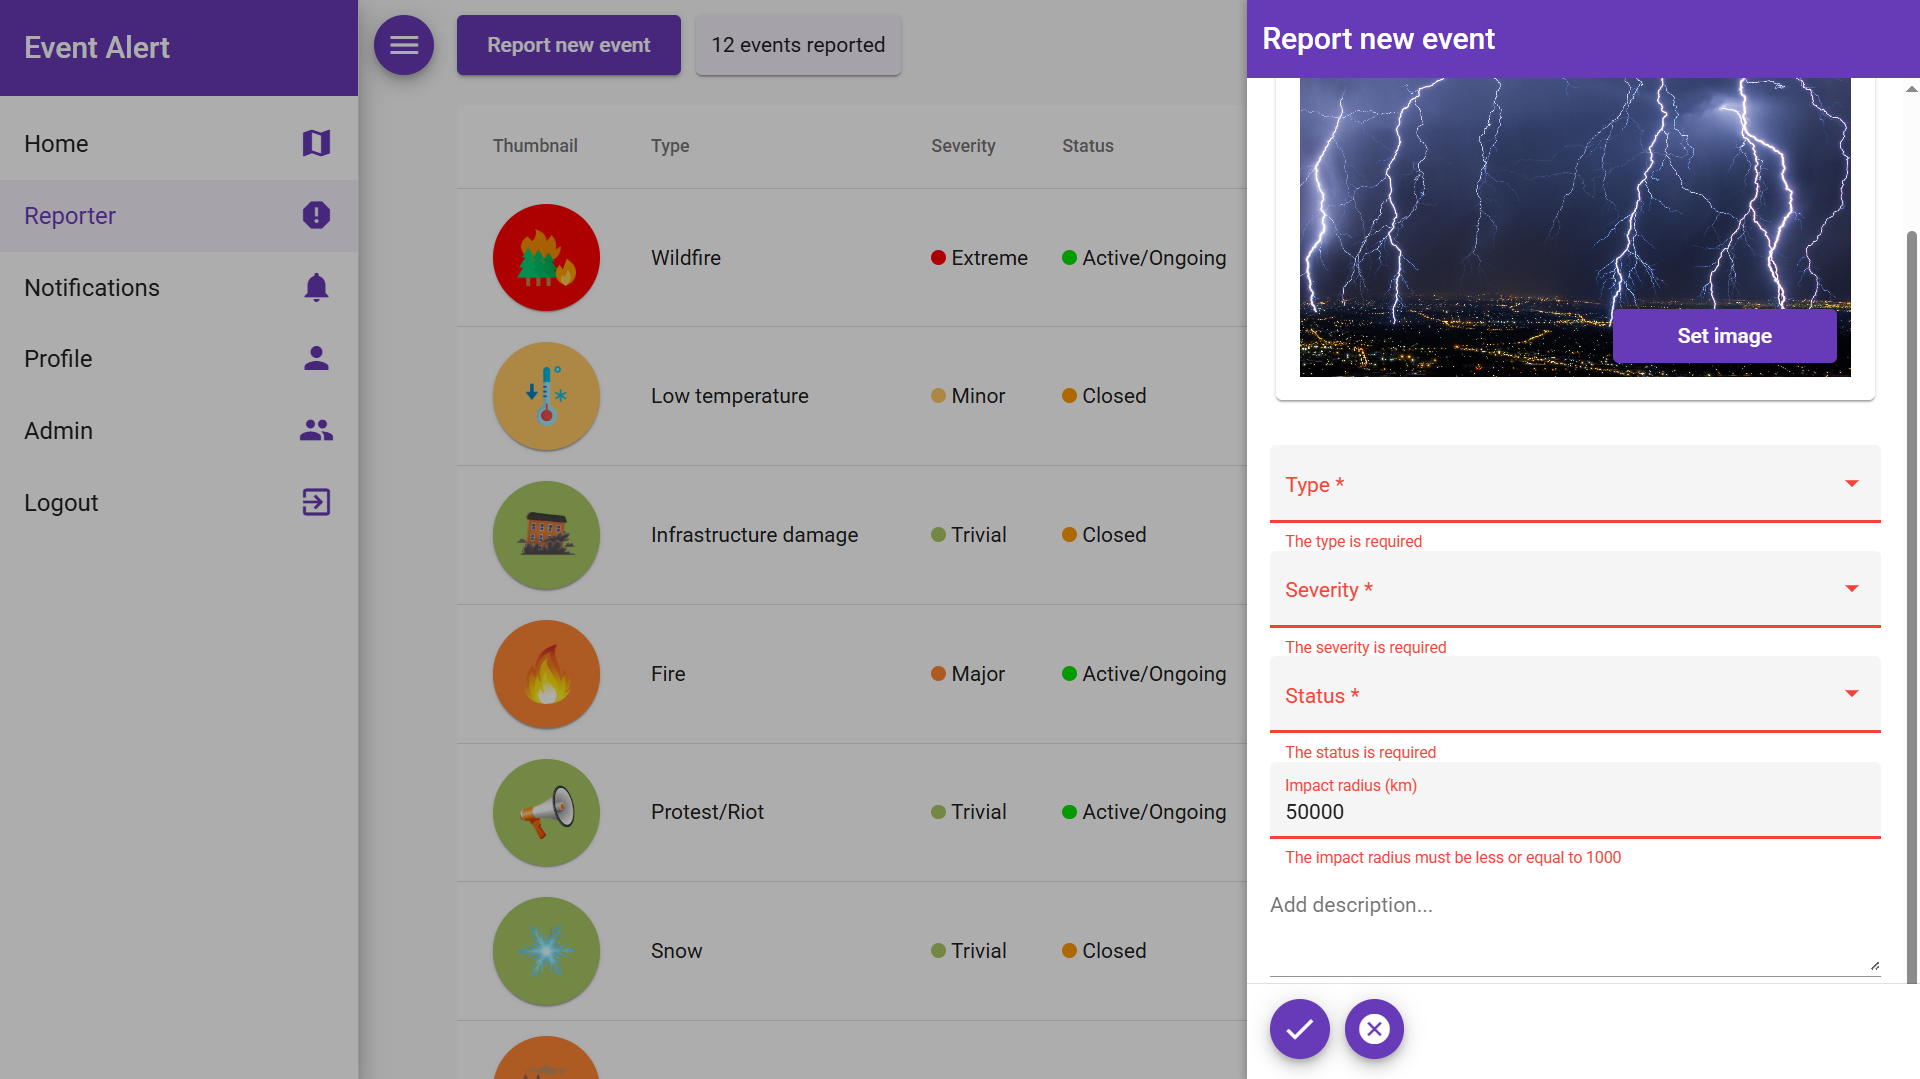 Event Alert
Home
Reporter
Notifications
Profile
Admin
Logout
Report new event
12 events reported
Thumbnail Type Severity Status
Wildfire Extreme Active/Ongoing
Low temperature Minor Closed
Infrastructure damage Trivial Closed
Fire Major Active/Ongoing
Protest/Riot Trivial Active/Ongoing
Snow Trivial Closed
Report new event
Set image
Type *
The type is required
Severity *
The severity is required
Status *
The status is required
Impact radius (km)
50000
The impact radius must be less or equal to 1000
Add description...